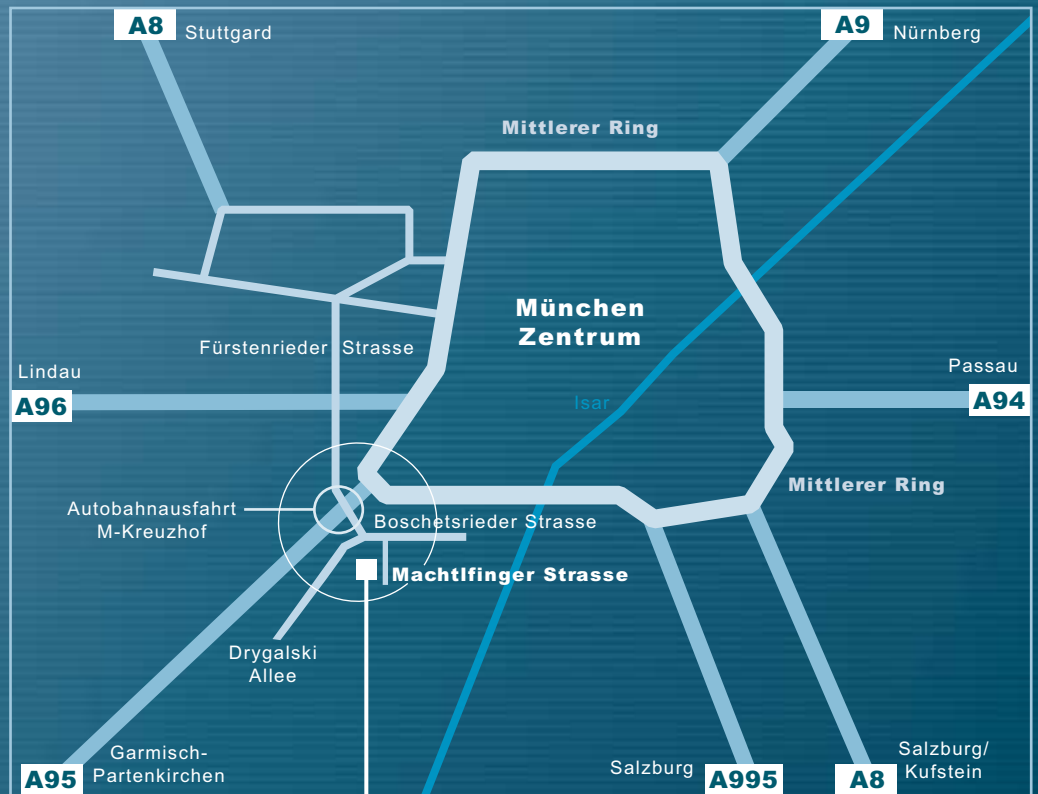 A8 Stuttgard
A9 Nürnberg
Mittlerer Ring
München
Zentrum
Fürstenrieder Strasse
Lindau
A96
Passau
A94
Isar
Mittlerer Ring
Autobahnausfahrt
M-Kreuzhof
Boschetsrieder Strasse
Machtlfinger Strasse
Drygalski
Allee
Garmisch-
Partenkirchen
A95
Salzburg
A995
A8
Salzburg/
Kufstein